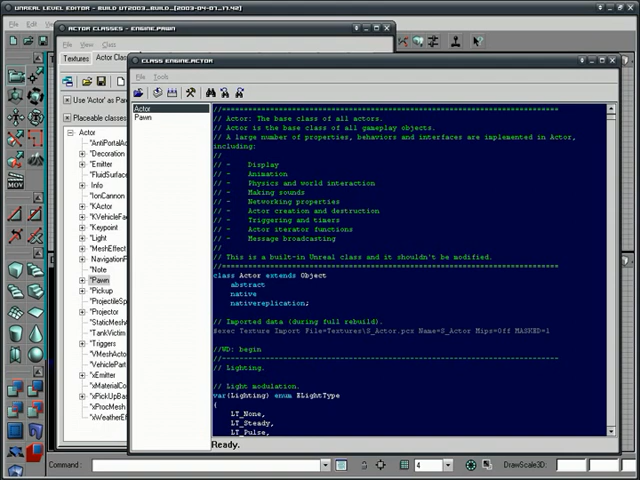 UNREAL LEVEL EDITOR - BUILD UT2003_BUILD_[2003-04-01_17.42]
File
Edit
ACTOR CLASSES - ENGINE.PAWN
File View Class
Textures
Actor Clas
Use 'Actor' as Par
Placeable classes
Actor
*AntiPortalAc
*Decoration
*Emitter
*FluidSurface
Info
*IonCannon
*KActor
*KVehicleFac
*Keypoint
*Light
*MeshEffect
NavigationP
*Note
*Pawn
*Pickup
*ProjectileSp
*Projector
*StaticMesh
*TankVictim
*Triggers
*VMeshActor
*VehiclePart
*xEmitter
*xMaterialCo
*xPickUpBas
*xProcMesh
*xWeatherEf
CLASS ENGINE.ACTOR
File Tools
Actor
Pawn
//=============================================================================
// Actor: The base class of all actors.
// Actor is the base class of all gameplay objects.
// A large number of properties, behaviors and interfaces are implemented in Actor,
including:
//
// - Display
// - Animation
// - Physics and world interaction
// - Making sounds
// - Networking properties
// - Actor creation and destruction
// - Triggering and timers
// - Actor iterator functions
// - Message broadcasting
//
// This is a built-in Unreal class and it shouldn't be modified.
//=============================================================================
class Actor extends Object
abstract
native
nativereplication;
// Imported data (during full rebuild).
#exec Texture Import File=Textures\S_Actor.pcx Name=S_Actor Mips=Off MASKED=1
//WD: begin
//-----------------------------------------------------------------------------
// Lighting.
// Light modulation.
var(Lighting) enum ELightType
{
LT_None,
LT_Steady,
LT_Pulse,
Ready.
MOV
Command :
4
DrawScale3D: